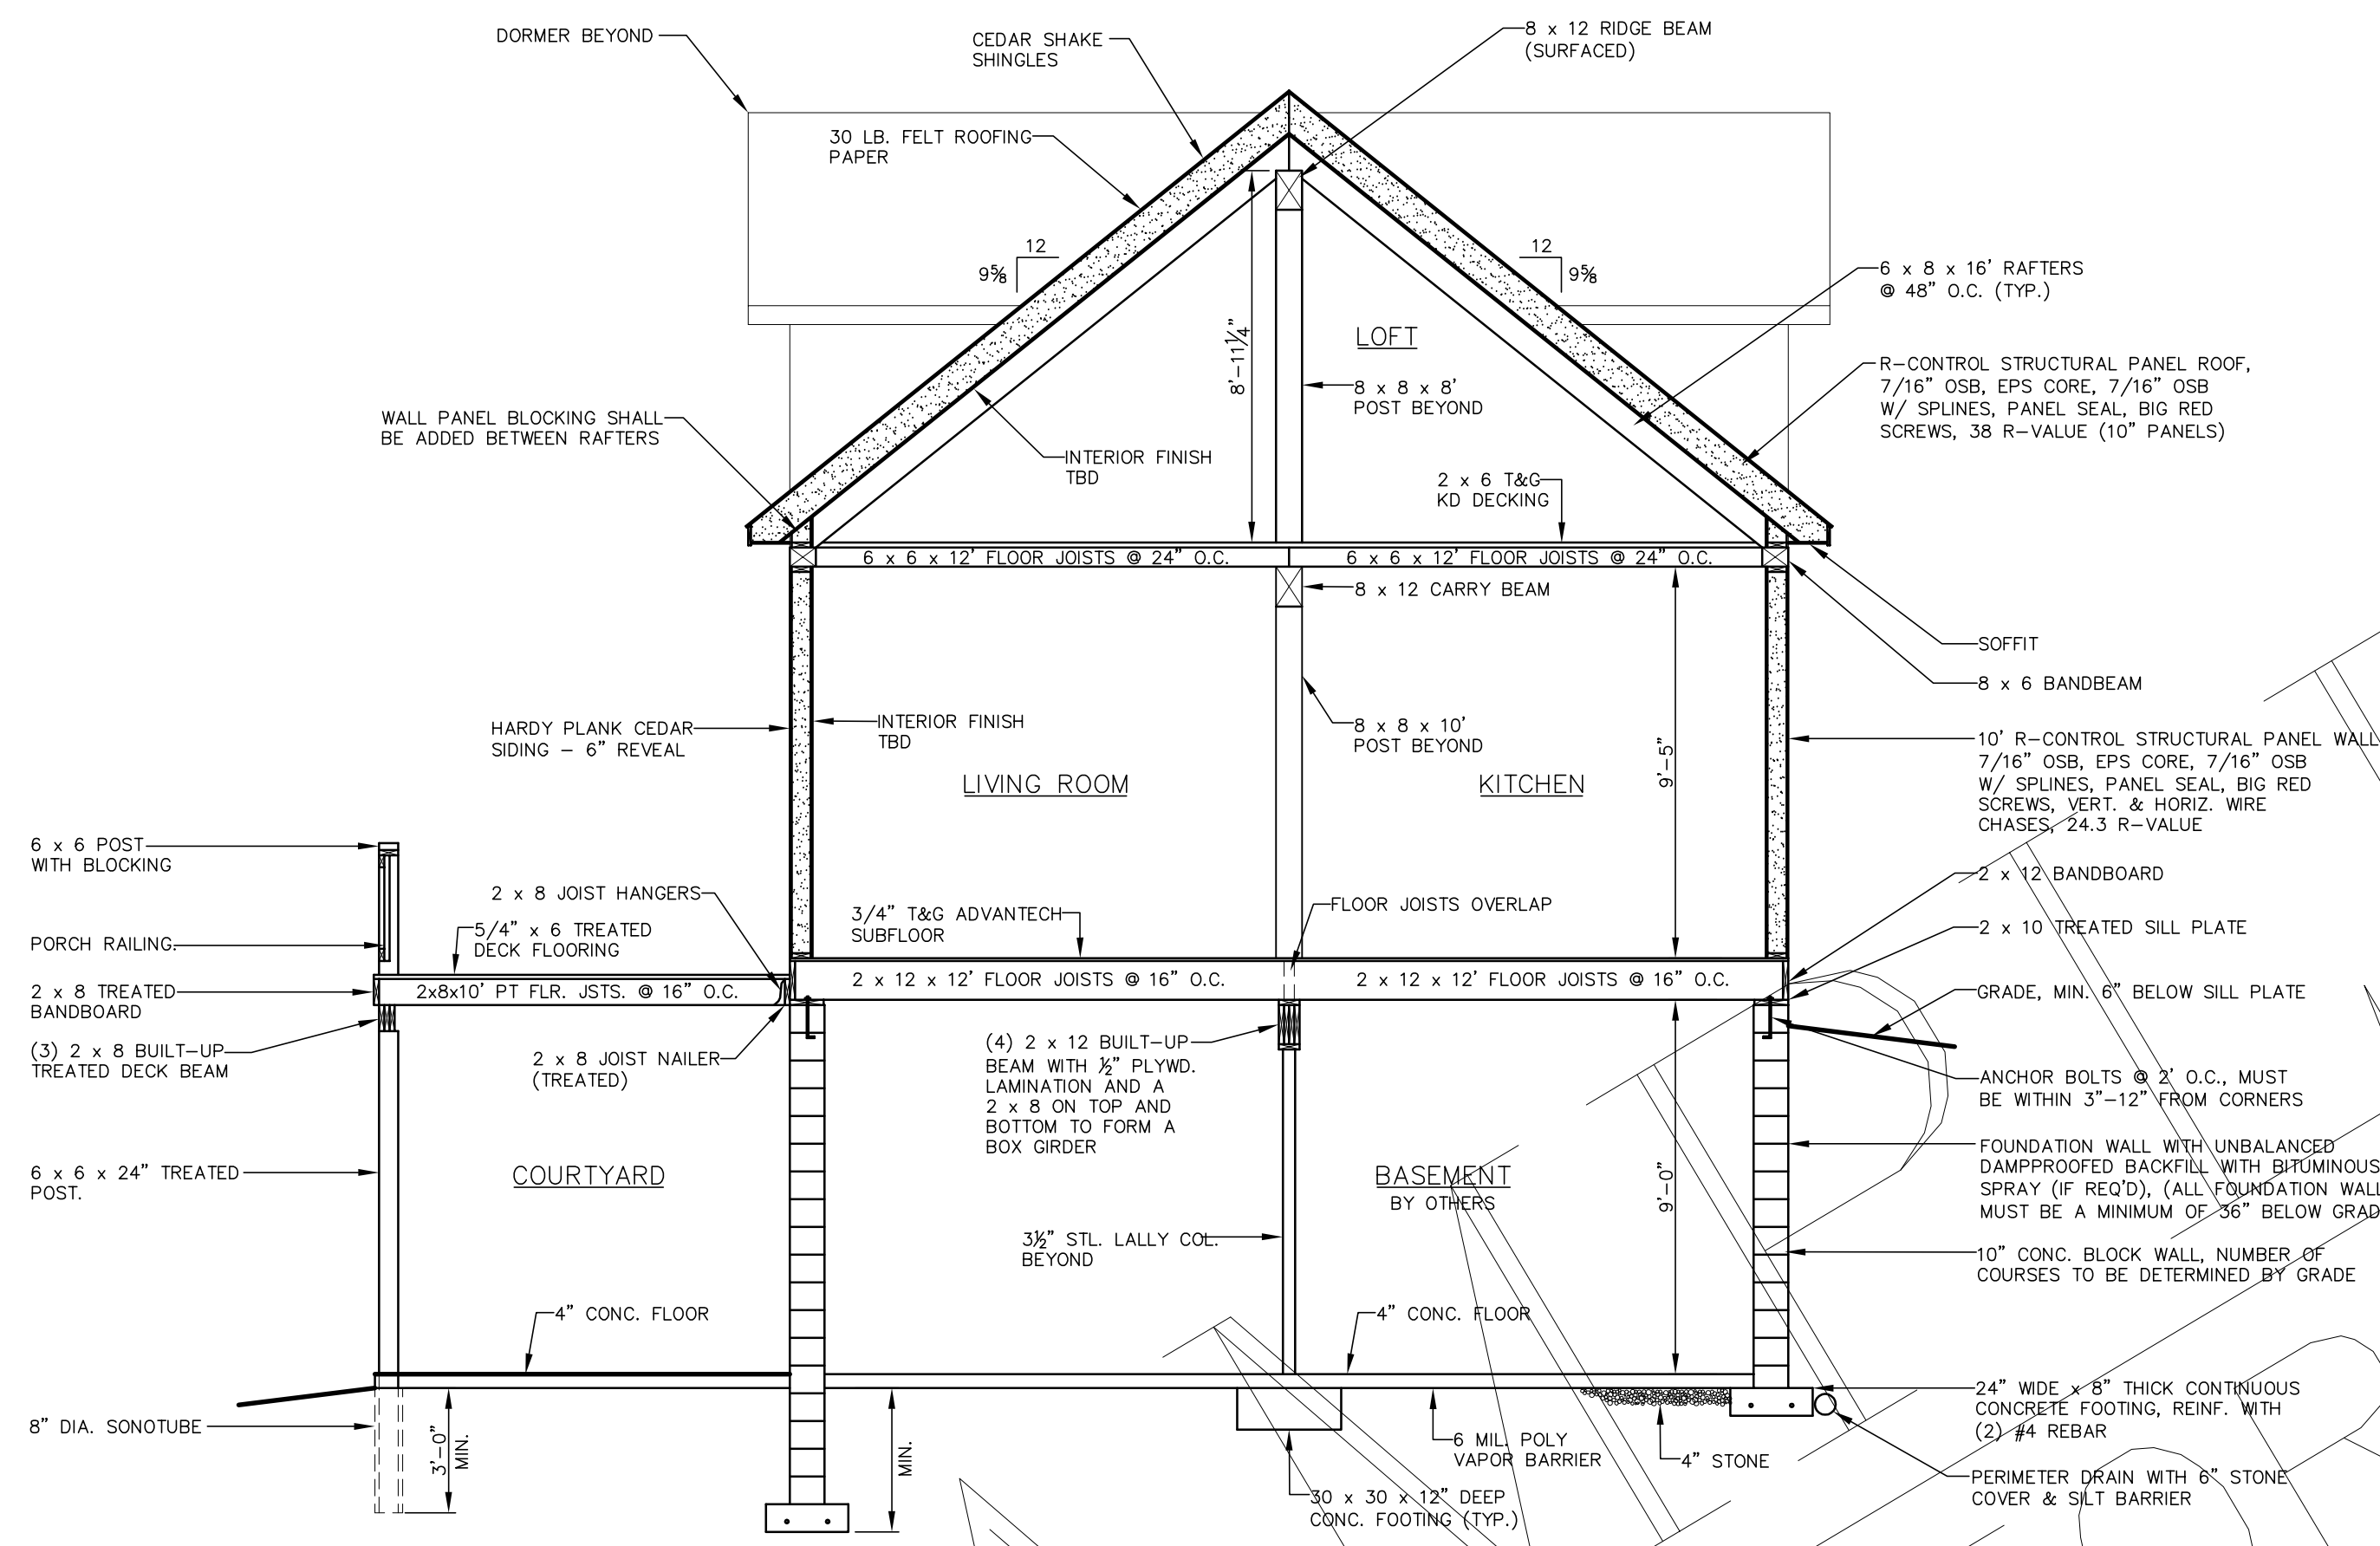 DORMER BEYOND
CEDAR SHAKE
SHINGLES
8 x 12 RIDGE BEAM
(SURFACED)
30 LB. FELT ROOFING
PAPER
12
9⅝
12
9⅝
6 x 8 x 16' RAFTERS
@ 48" O.C. (TYP.)
8'-11¼"
LOFT
R-CONTROL STRUCTURAL PANEL ROOF,
7/16" OSB, EPS CORE, 7/16" OSB
W/ SPLINES, PANEL SEAL, BIG RED
SCREWS, 38 R-VALUE (10" PANELS)
8 x 8 x 8'
POST BEYOND
WALL PANEL BLOCKING SHALL
BE ADDED BETWEEN RAFTERS
INTERIOR FINISH
TBD
2 x 6 T&G
KD DECKING
6 x 6 x 12' FLOOR JOISTS @ 24" O.C.
6 x 6 x 12' FLOOR JOISTS @ 24" O.C.
8 x 12 CARRY BEAM
SOFFIT
8 x 6 BANDBEAM
HARDY PLANK CEDAR
SIDING - 6" REVEAL
INTERIOR FINISH
TBD
8 x 8 x 10'
POST BEYOND
9'-5"
10' R-CONTROL STRUCTURAL PANEL WALL
7/16" OSB, EPS CORE, 7/16" OSB
W/ SPLINES, PANEL SEAL, BIG RED
SCREWS, VERT. & HORIZ. WIRE
CHASES, 24.3 R-VALUE
LIVING ROOM
KITCHEN
6 x 6 POST
WITH BLOCKING
2 x 8 JOIST HANGERS
5/4" x 6 TREATED
DECK FLOORING
3/4" T&G ADVANTECH
SUBFLOOR
FLOOR JOISTS OVERLAP
2 x 12 BANDBOARD
PORCH RAILING.
2 x 10 TREATED SILL PLATE
2 x 8 TREATED
BANDBOARD
2x8x10' PT FLR. JSTS. @ 16" O.C.
2 x 12 x 12' FLOOR JOISTS @ 16" O.C.
2 x 12 x 12' FLOOR JOISTS @ 16" O.C.
GRADE, MIN. 6" BELOW SILL PLATE
(3) 2 x 8 BUILT-UP
TREATED DECK BEAM
2 x 8 JOIST NAILER
(TREATED)
(4) 2 x 12 BUILT-UP
BEAM WITH ½" PLYWD.
LAMINATION AND A
2 x 8 ON TOP AND
BOTTOM TO FORM A
BOX GIRDER
ANCHOR BOLTS @ 2' O.C., MUST
BE WITHIN 3"-12" FROM CORNERS
6 x 6 x 24" TREATED
POST.
COURTYARD
BASEMENT
BY OTHERS
9'-0"
FOUNDATION WALL WITH UNBALANCED
DAMPPROOFED BACKFILL WITH BITUMINOUS
SPRAY (IF REQ'D), (ALL FOUNDATION WALL
MUST BE A MINIMUM OF 36" BELOW GRAD
3½" STL. LALLY COL.
BEYOND
10" CONC. BLOCK WALL, NUMBER OF
COURSES TO BE DETERMINED BY GRADE
4" CONC. FLOOR
4" CONC. FLOOR
24" WIDE x 8" THICK CONTINUOUS
CONCRETE FOOTING, REINF. WITH
(2) #4 REBAR
8" DIA. SONOTUBE
3'-0"
MIN.
MIN.
6 MIL. POLY
VAPOR BARRIER
4" STONE
PERIMETER DRAIN WITH 6" STONE
COVER & SILT BARRIER
30 x 30 x 12" DEEP
CONC. FOOTING (TYP.)